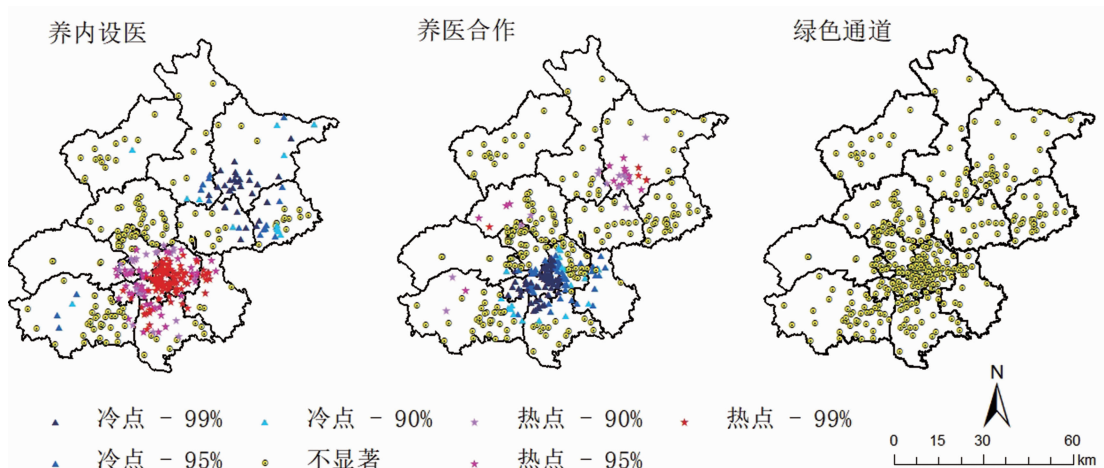 养内设医 养医合作 绿色通道
N
冷点 - 99% 冷点 - 90% 热点 - 90% 热点 - 99%
冷点 - 95% 不显著 热点 - 95%
0 15 30 60
km